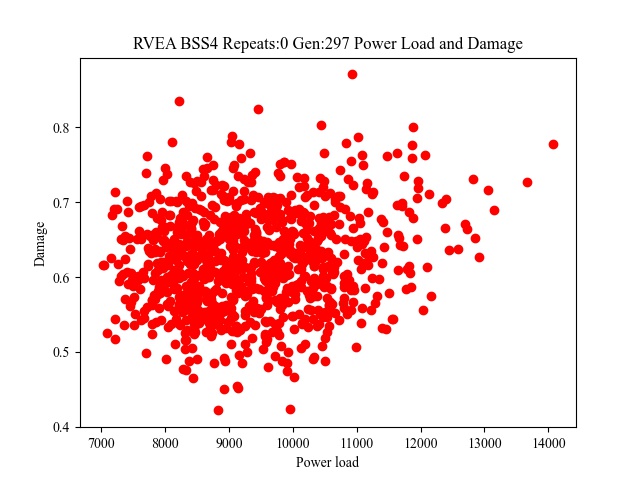 RVEA BSS4 Repeats:0 Gen:297 Power Load and Damage
0.8
0.7
0.6
0.5
0.4
Damage
7000 8000 9000 10000 11000 12000 13000 14000
Power load